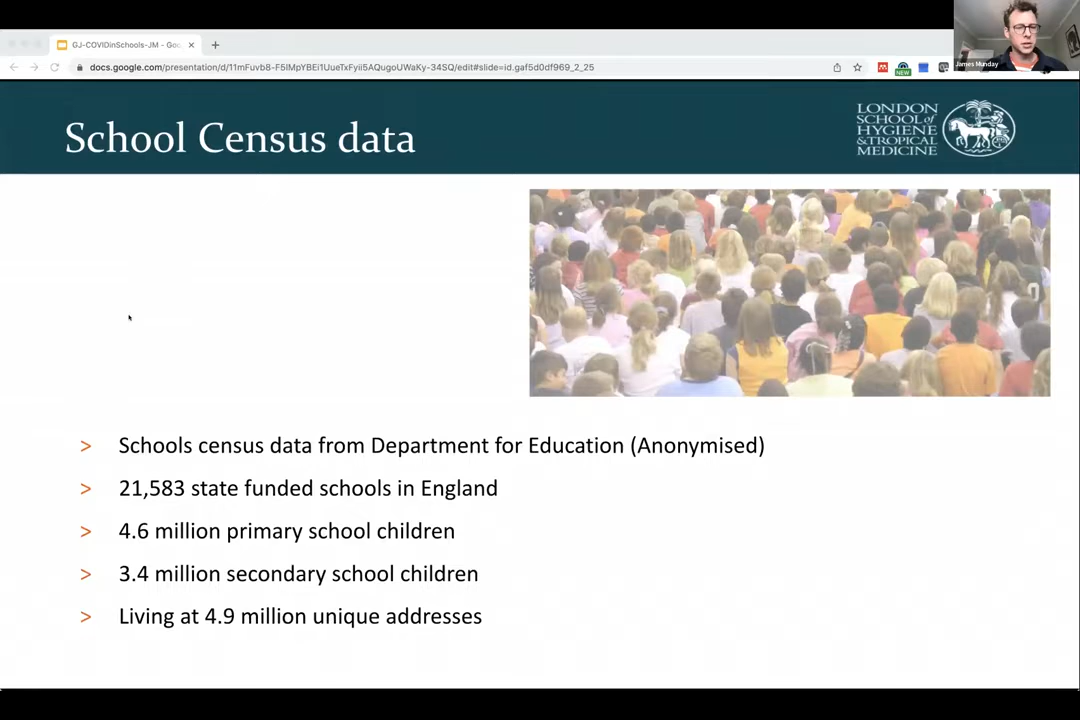 GJ-COVIDinSchools-JM - Goo
docs.google.com/presentation/d/11mFuvb8-F5IMpYBEi1UueTxFyii5AQugoUWaKy-34SQ/edit#slide=id.gaf5d0df969_2_25
NEW
James Munday
School Census data
LONDON
SCHOOL of
HYGIENE
& TROPICAL
MEDICINE
> Schools census data from Department for Education (Anonymised)
> 21,583 state funded schools in England
> 4.6 million primary school children
> 3.4 million secondary school children
> Living at 4.9 million unique addresses